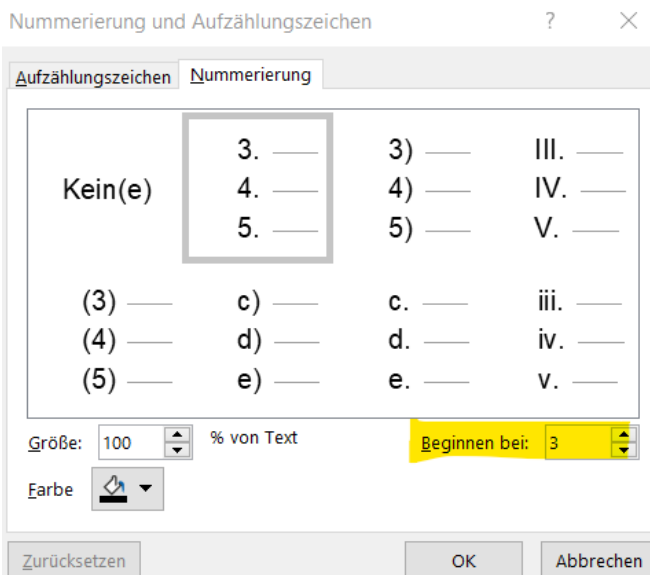 Nummerierung und Aufzählungszeichen ?
Aufzählungszeichen Nummerierung
Kein(e)
3.
4.
5.
3)
4)
5)
III.
IV.
V.
(3)
(4)
(5)
c)
d)
e)
c.
d.
e.
iii.
iv.
v.
Größe: 100 % von Text Beginnen bei: 3
Farbe
Zurücksetzen OK Abbrechen